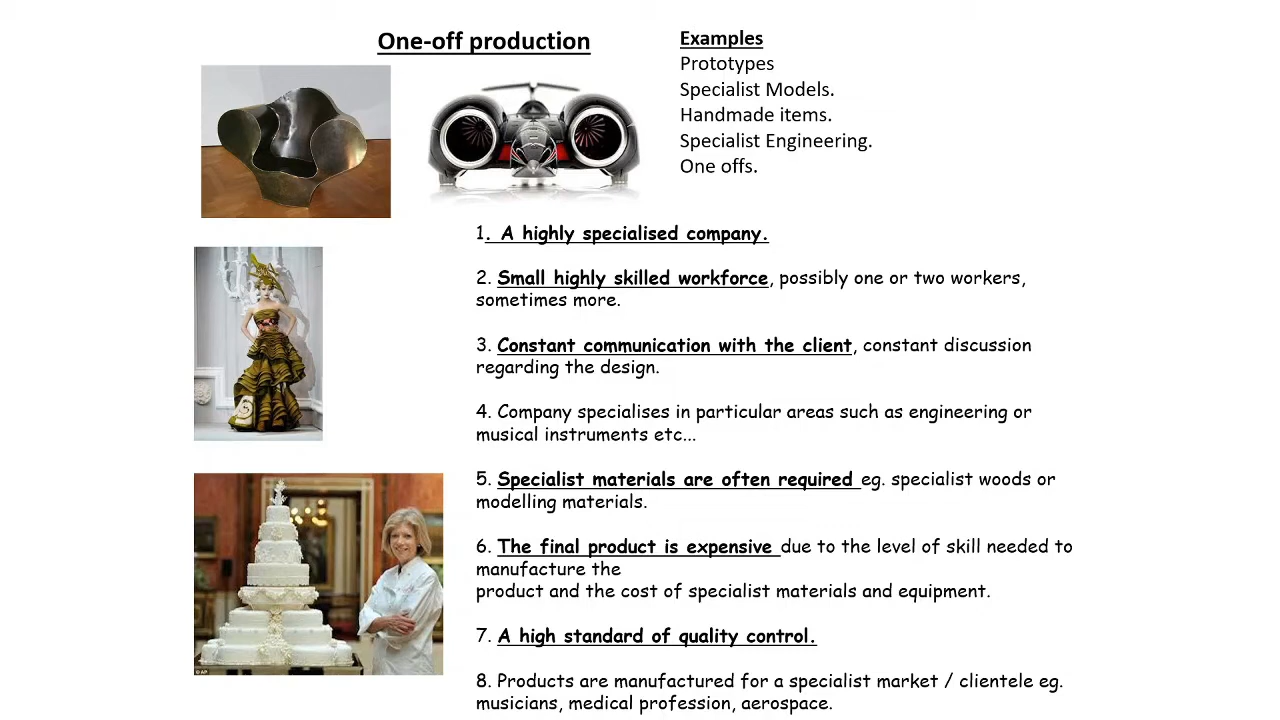 One-off production
Examples
Prototypes
Specialist Models.
Handmade items.
Specialist Engineering.
One offs.
1. A highly specialised company.
2. Small highly skilled workforce, possibly one or two workers,
sometimes more.
3. Constant communication with the client, constant discussion
regarding the design.
4. Company specialises in particular areas such as engineering or
musical instruments etc...
5. Specialist materials are often required eg. specialist woods or
modelling materials.
6. The final product is expensive due to the level of skill needed to
manufacture the
product and the cost of specialist materials and equipment.
7. A high standard of quality control.
8. Products are manufactured for a specialist market / clientele eg.
musicians, medical profession, aerospace.
© AP